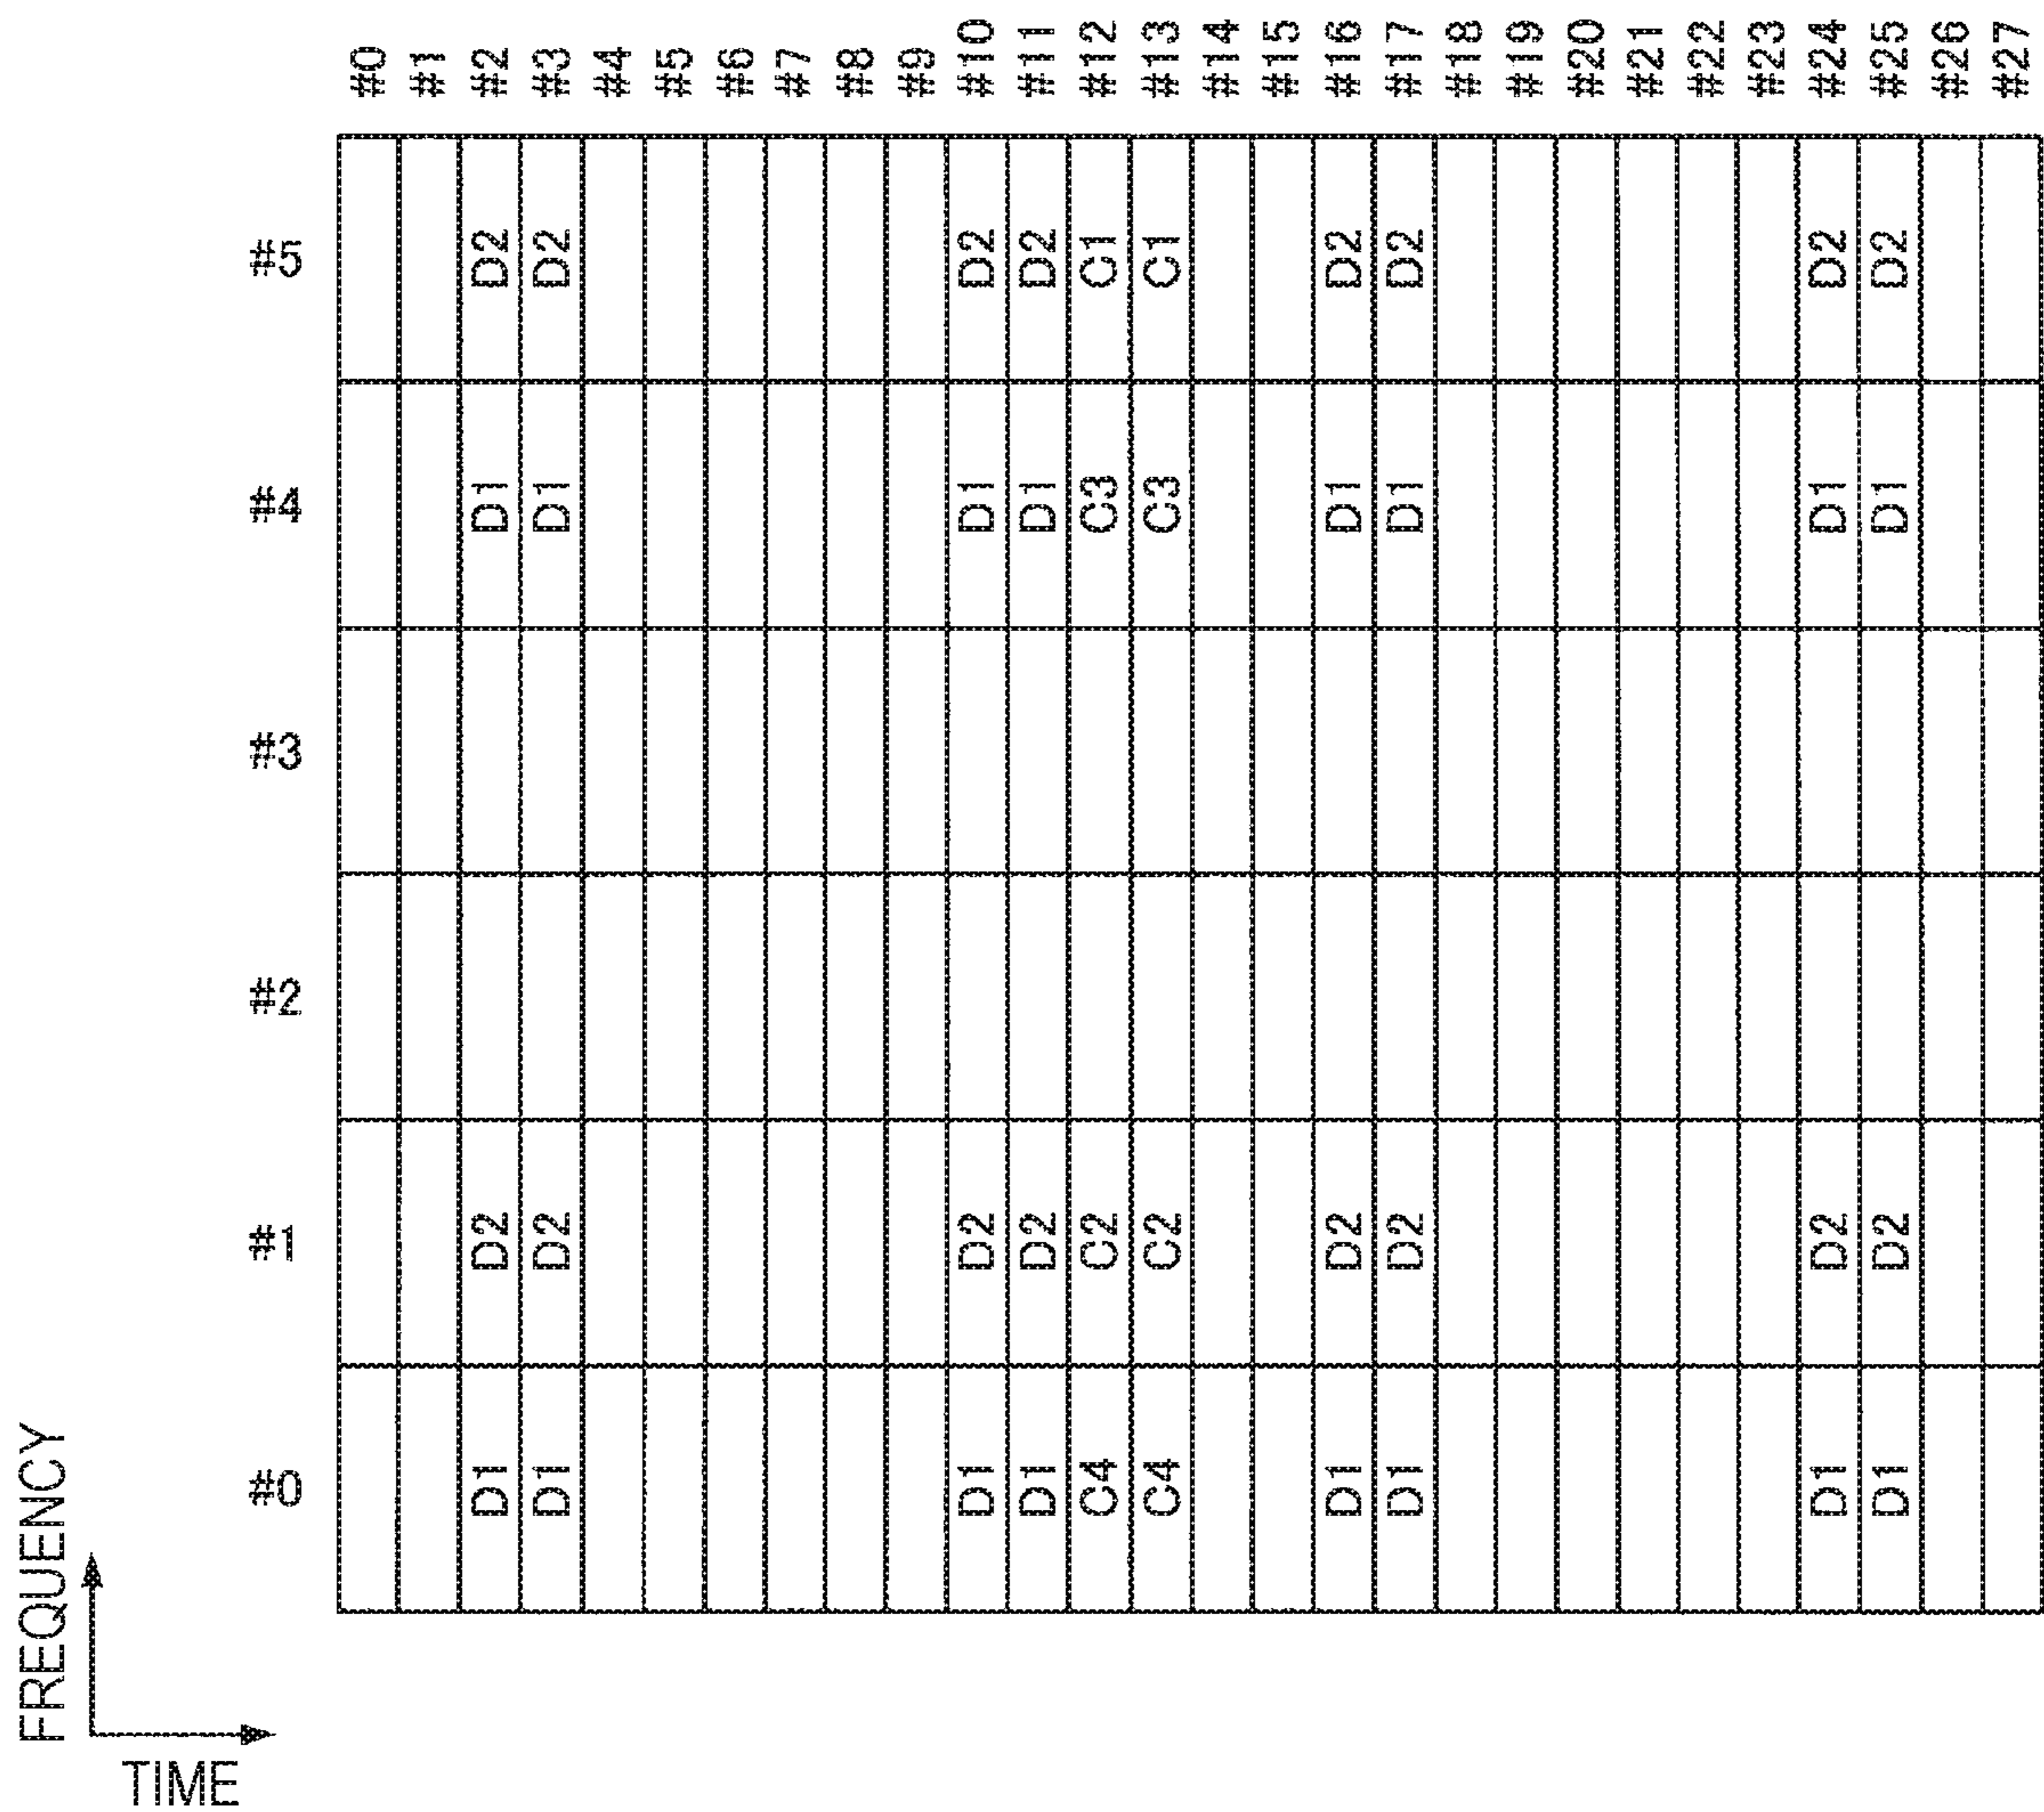 #0 #1 #2 #3 #4 #5 #6 #7 #8 #9 #10 #11 #12 #13 #14 #15 #16 #17 #18 #19 #20 #21 #22 #23 #24 #25 #26 #27
#5 D2 D2 D2 D2 C1 C1 D2 D2 D2 D2
#4 D1 D1 D1 D1 C3 C3 D1 D1 D1 D1
#3
#2
#1 D2 D2 D2 D2 C2 C2 D2 D2 D2 D2
#0 D1 D1 D1 D1 C4 C4 D1 D1 D1 D1
FREQUENCY
TIME